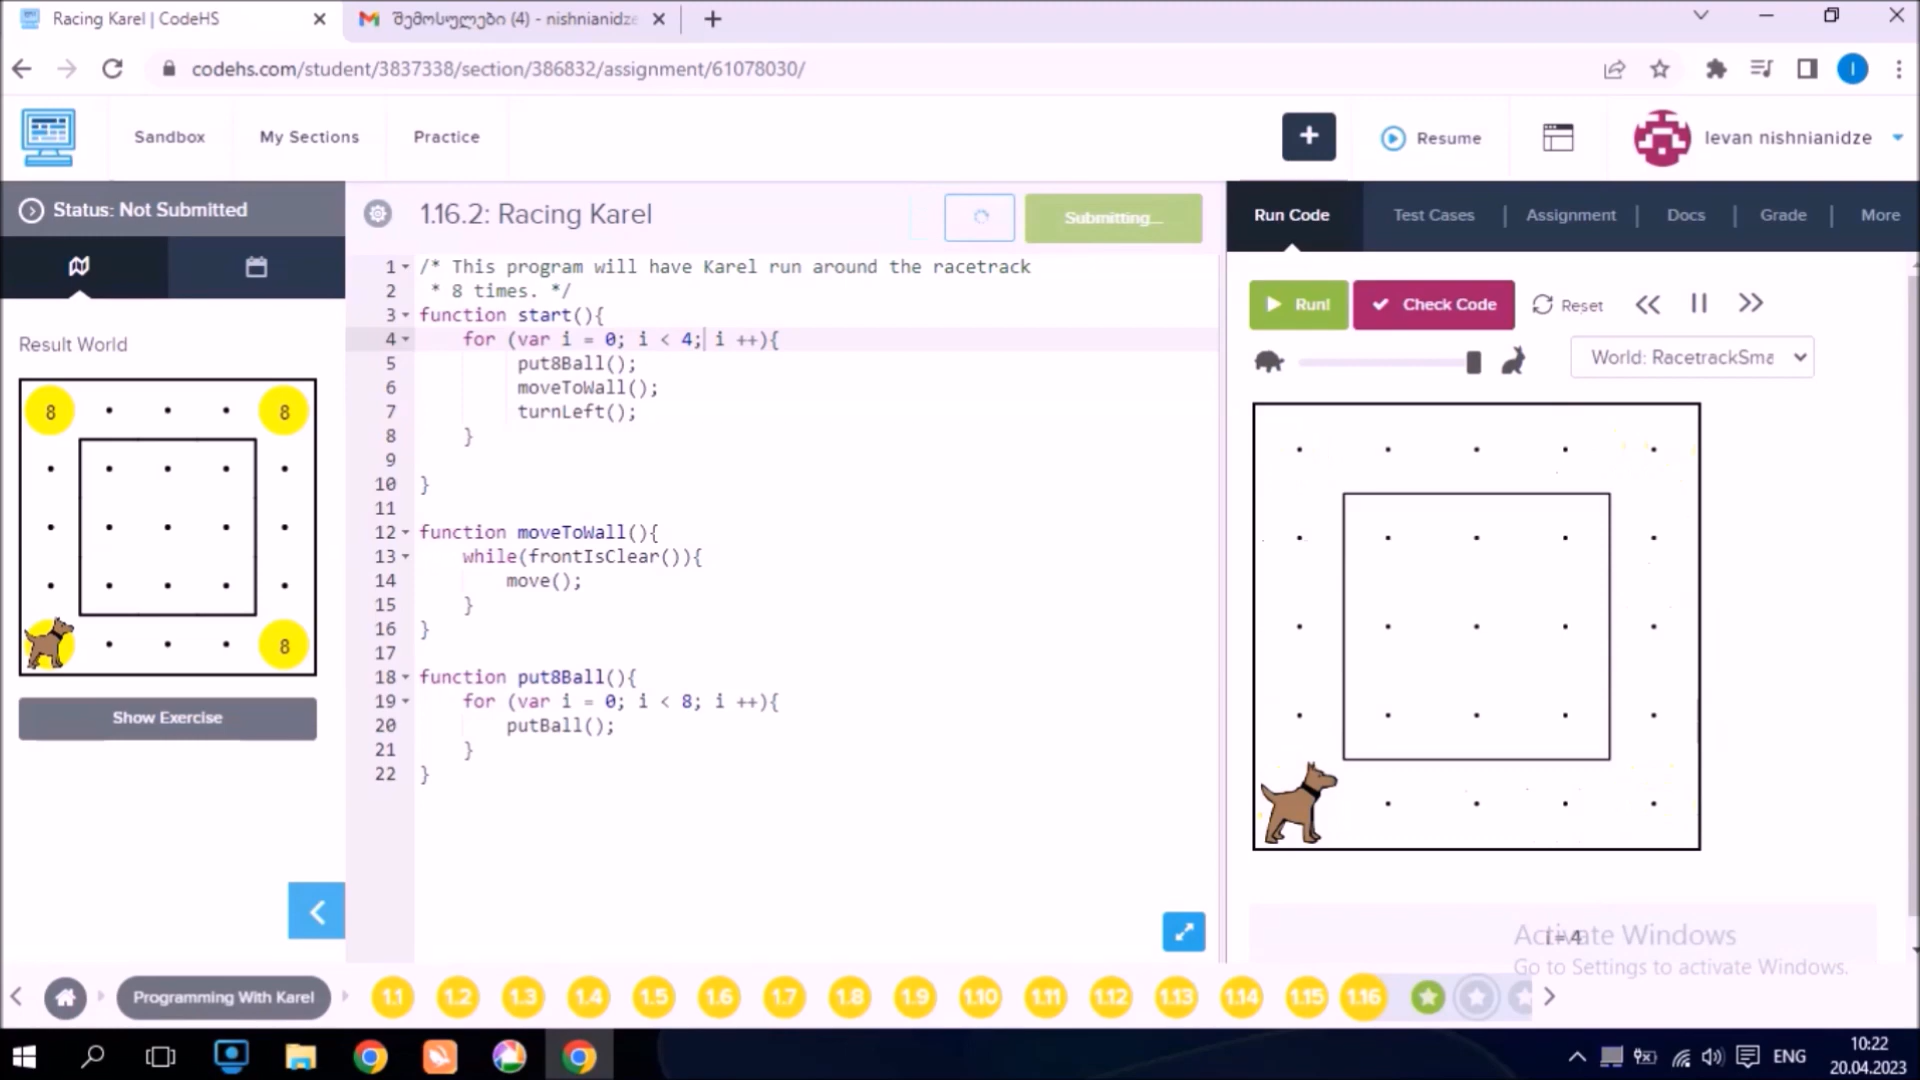 Racing Karel | CodeHS
შემოსულები (4) - nishnianidze
codehs.com/student/3837338/section/386832/assignment/61078030/
I
Sandbox
My Sections
Practice
+
Resume
levan nishnianidze
Status: Not Submitted
1.16.2: Racing Karel
Submitting...
Run Code
Test Cases
Assignment
Docs
Grade
More
Result World
8
8
8
Show Exercise
1 /* This program will have Karel run around the racetrack
2 * 8 times. */
3 function start(){
4 for (var i = 0; i < 4; i ++){
5 put8Ball();
6 moveToWall();
7 turnLeft();
8 }
9
10 }
11
12 function moveToWall(){
13 while(frontIsClear()){
14 move();
15 }
16 }
17
18 function put8Ball(){
19 for (var i = 0; i < 8; i ++){
20 putBall();
21 }
22 }
Run!
Check Code
Reset
World: RacetrackSma
i = 4
Activate Windows
Go to Settings to activate Windows.
Programming With Karel
1.1
1.2
1.3
1.4
1.5
1.6
1.7
1.8
1.9
1.10
1.11
1.12
1.13
1.14
1.15
1.16
ENG
10:22
20.04.2023